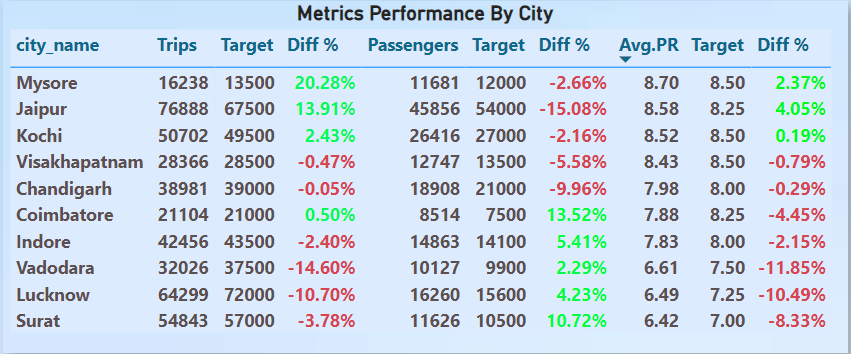 Metrics Performance By City
city_name Trips Target Diff % Passengers Target Diff % Avg.PR Target Diff %
Mysore 16238 13500 20.28% 11681 12000 -2.66% 8.70 8.50 2.37%
Jaipur 76888 67500 13.91% 45856 54000 -15.08% 8.58 8.25 4.05%
Kochi 50702 49500 2.43% 26416 27000 -2.16% 8.52 8.50 0.19%
Visakhapatnam 28366 28500 -0.47% 12747 13500 -5.58% 8.43 8.50 -0.79%
Chandigarh 38981 39000 -0.05% 18908 21000 -9.96% 7.98 8.00 -0.29%
Coimbatore 21104 21000 0.50% 8514 7500 13.52% 7.88 8.25 -4.45%
Indore 42456 43500 -2.40% 14863 14100 5.41% 7.83 8.00 -2.15%
Vadodara 32026 37500 -14.60% 10127 9900 2.29% 6.61 7.50 -11.85%
Lucknow 64299 72000 -10.70% 16260 15600 4.23% 6.49 7.25 -10.49%
Surat 54843 57000 -3.78% 11626 10500 10.72% 6.42 7.00 -8.33%